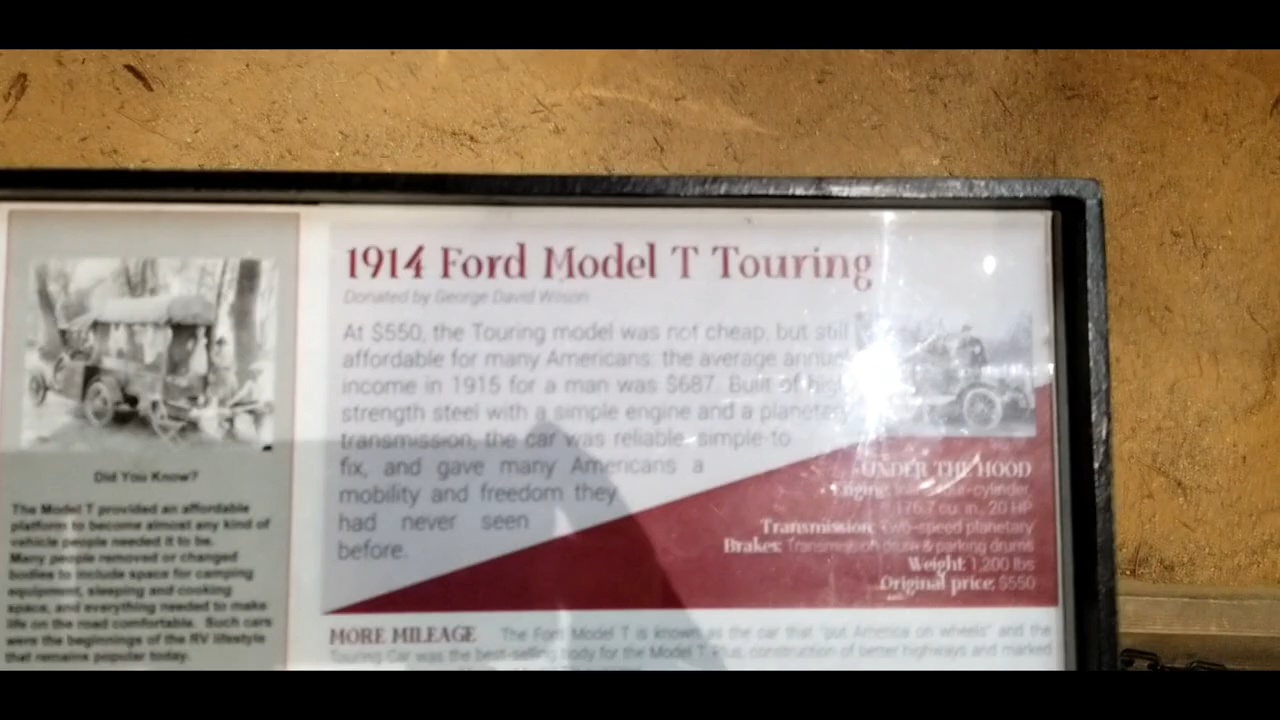 Did You Know?
The Model T provided an affordable
platform to become almost any kind of
vehicle people needed it to be.
Many people removed or changed
bodies to include space for camping
equipment, sleeping and cooking
space, and everything needed to make
life on the road comfortable. Such cars
were the beginnings of the RV lifestyle
that remains popular today.
1914 Ford Model T Touring
Donated by George David Wilson
At $550, the Touring model was not cheap, but still
affordable for many Americans: the average annual
income in 1915 for a man was $687. Built of high
strength steel with a simple engine and a planetary
transmission, the car was reliable, simple-to
fix, and gave many Americans a
mobility and freedom they
had never seen
before.
UNDER THE HOOD
Engine: -cylinder,
176.7 cu. in., 20 HP
Transmission: Two-speed planetary
Brakes: Transmission drum & parking drums
Weight: 1,200 lbs
Original price: $550
MORE MILEAGE The Ford Model T is known as the car that "put America on wheels" and the
Touring Car was the best-selling body for the Model T. Plus, construction of better highways and marked